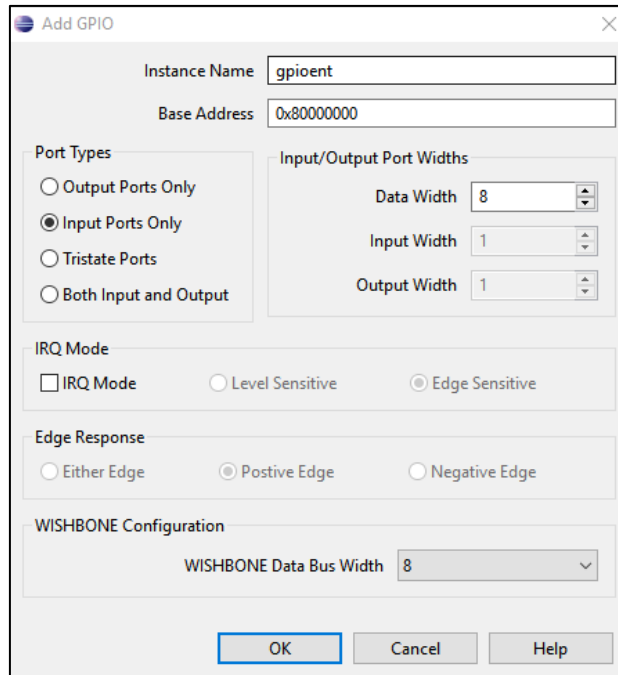 Add GPIO
Instance Name gpioent
Base Address 0x80000000
Port Types
Output Ports Only
Input Ports Only
Tristate Ports
Both Input and Output
Input/Output Port Widths
Data Width 8
Input Width 1
Output Width 1
IRQ Mode
IRQ Mode Level Sensitive Edge Sensitive
Edge Response
Either Edge Postive Edge Negative Edge
WISHBONE Configuration
WISHBONE Data Bus Width 8
OK Cancel Help